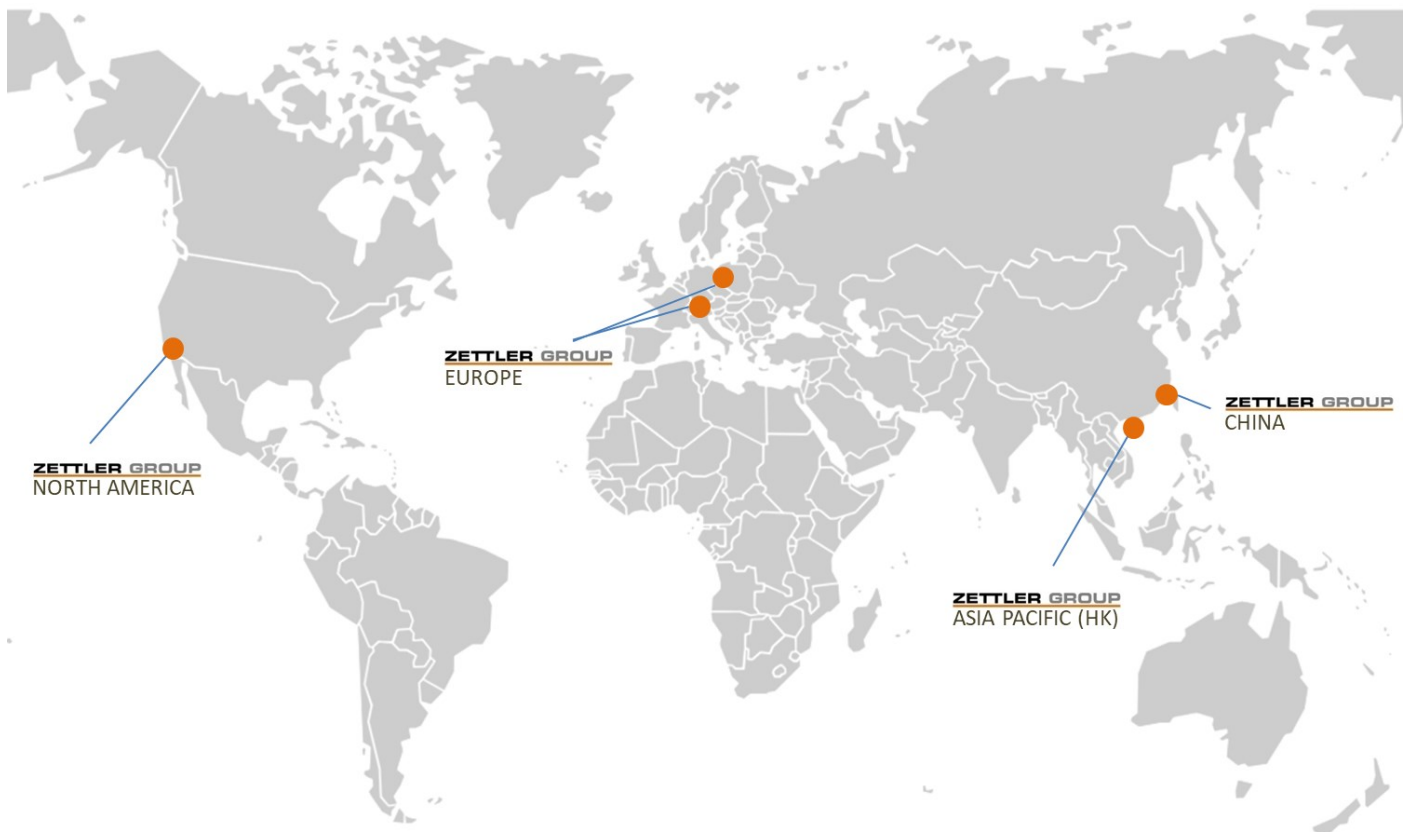 ZETTLER GROUP
EUROPE
ZETTLER GROUP
CHINA
ZETTLER GROUP
NORTH AMERICA
ZETTLER GROUP
ASIA PACIFIC (HK)